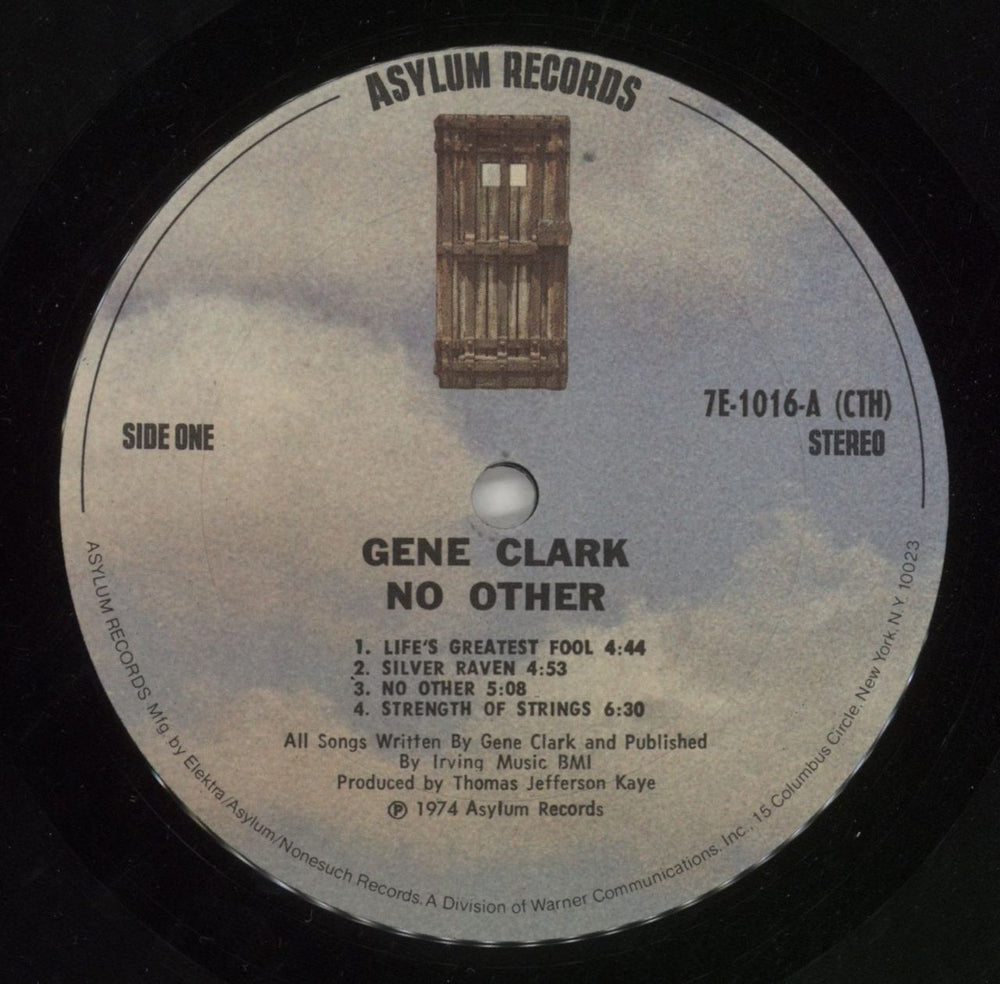 ASYLUM RECORDS
7E-1016-A (CTH)
SIDE ONE
STEREO
GENE CLARK
NO OTHER
1. LIFE'S GREATEST FOOL 4:44
2. SILVER RAVEN 4:53
3. NO OTHER 5:08
4. STRENGTH OF STRINGS 6:30
All Songs Written By Gene Clark and Published
By Irving Music BMI
Produced by Thomas Jefferson Kaye
℗ 1974 Asylum Records
ASYLUM RECORDS. Mfg. by Elektra/Asylum/Nonesuch Records. A Division of Warner Communications, Inc., 15 Columbus Circle, New York N.Y. 10023